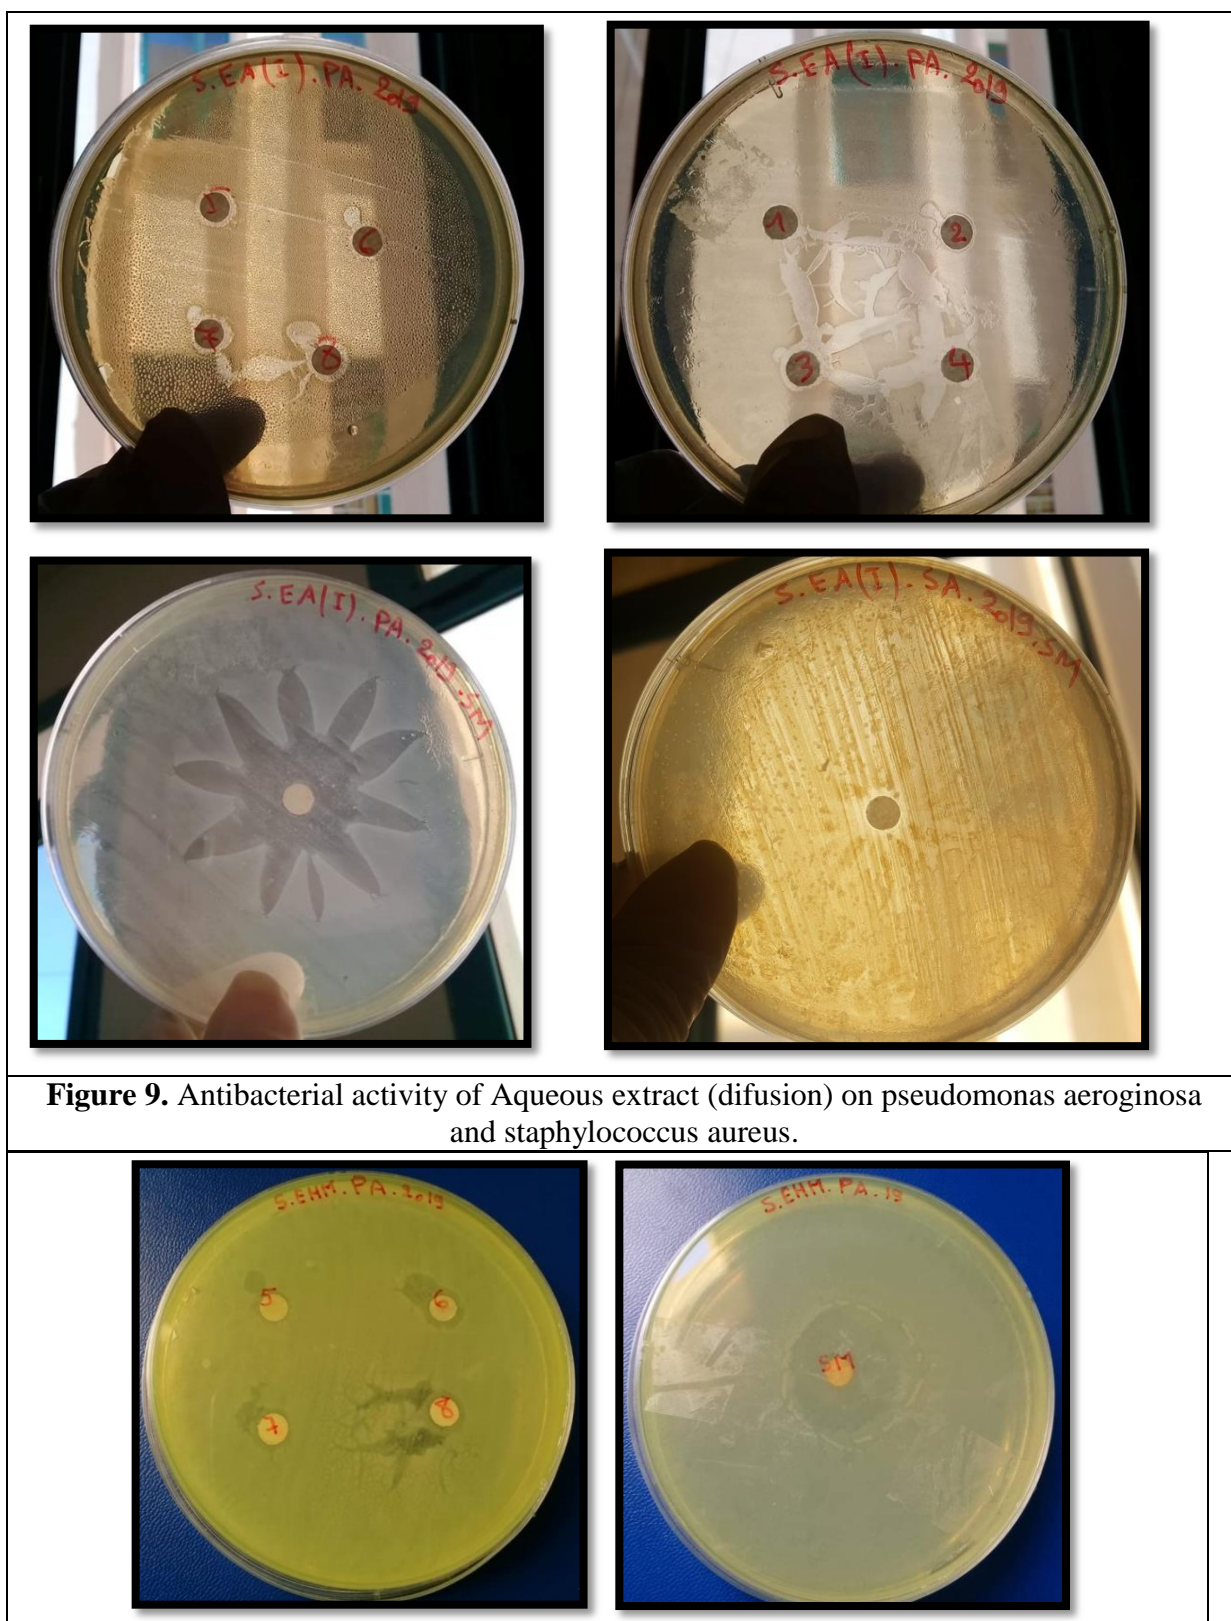 S.EA(I).PA.2019
5
6
7
8
S.EA(I).PA.2019
1
2
3
4
S.EA(I).PA.2019.SM
S.EA(I).SA.2019.SM
Figure 9. Antibacterial activity of Aqueous extract (difusion) on pseudomonas aeroginosa
and staphylococcus aureus.
S.EHM.PA.2019
5
6
7
8
S.EHM.PA.19
SM